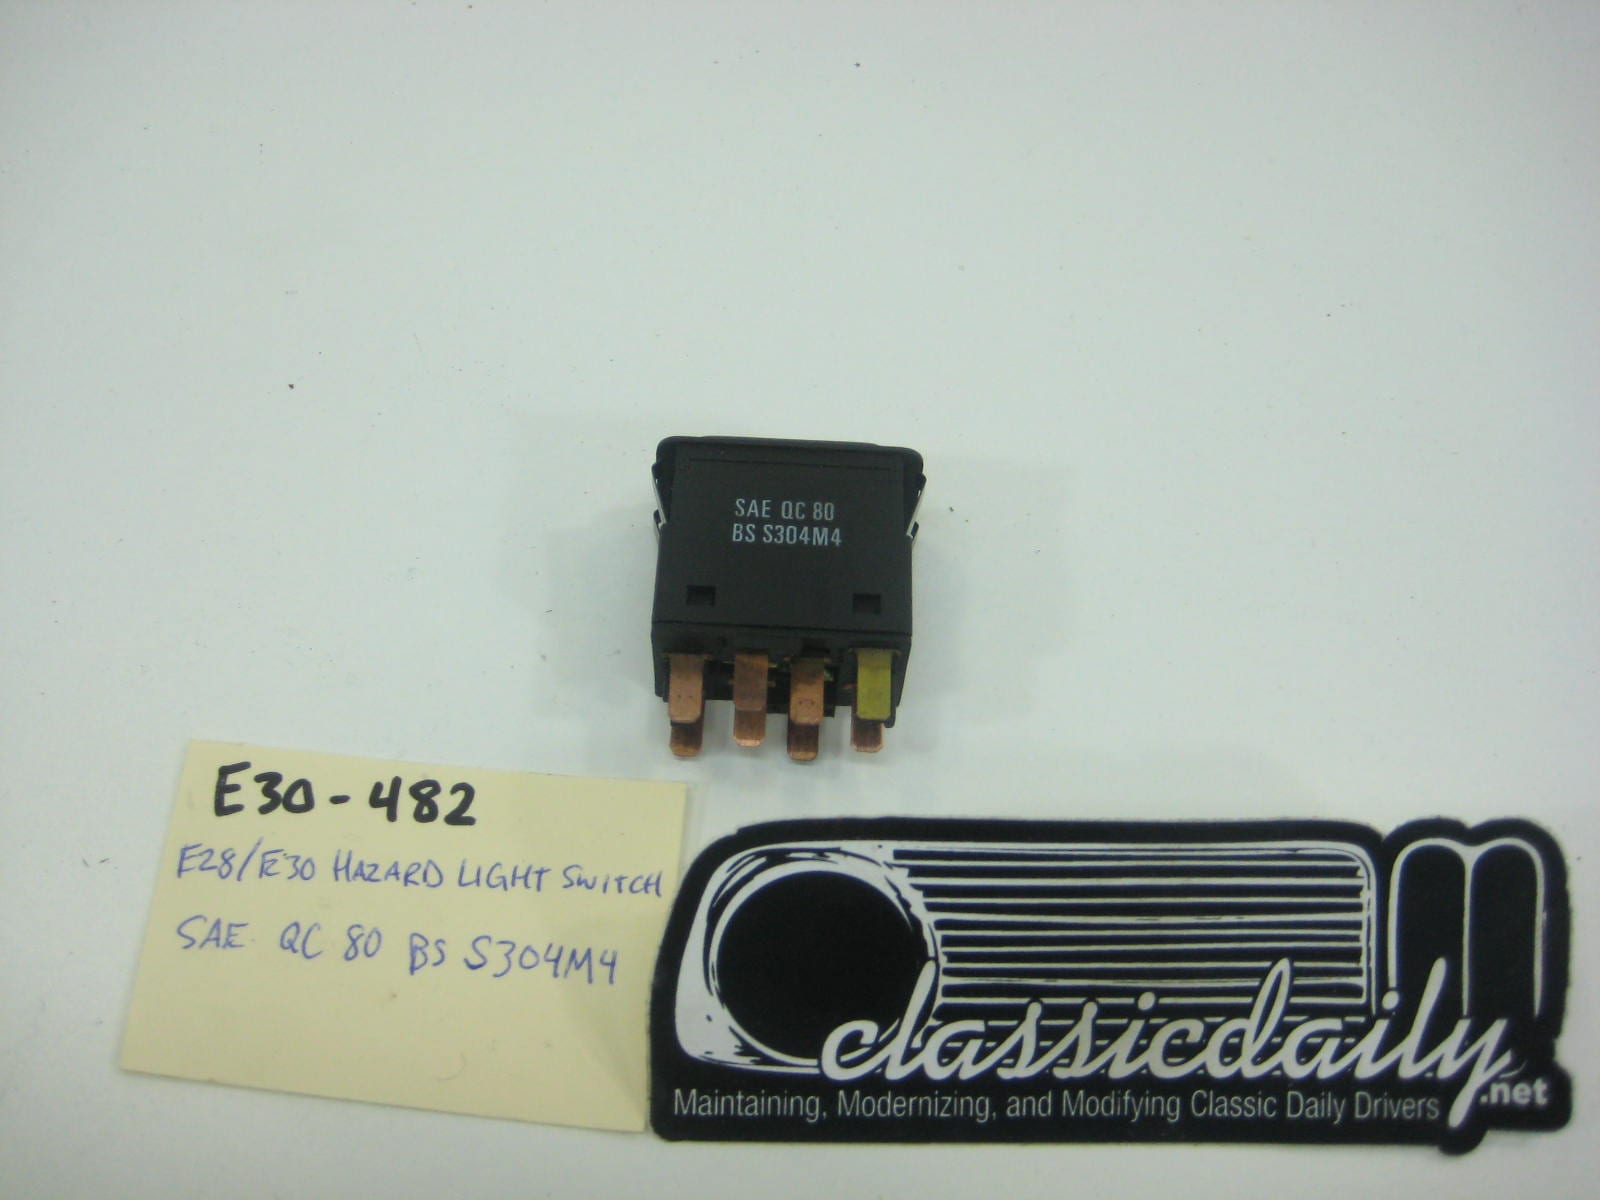 SAE QC 80
BS S304M4
E30-482
E28/E30 HAZARD LIGHT SWITCH
SAE QC 80 BS S304M4
classicdaily.net
Maintaining, Modernizing, and Modifying Classic Daily Drivers